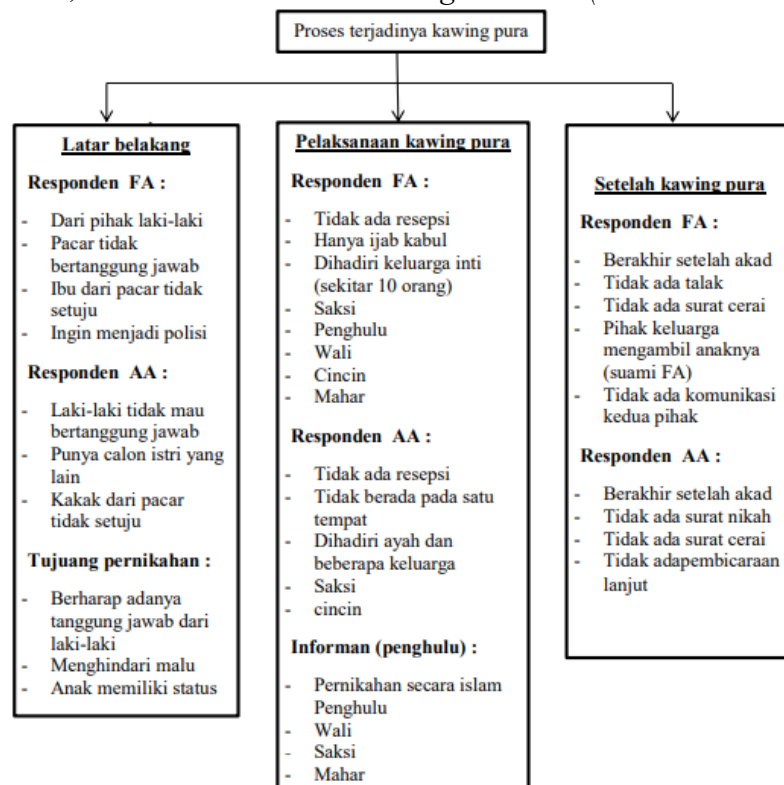 Proses terjadinya kawing pura
Latar belakang
Responden FA :
- Dari pihak laki-laki
- Pacar tidak
bertanggung jawab
- Ibu dari pacar tidak
setuju
- Ingin menjadi polisi
Responden AA :
- Laki-laki tidak mau
bertanggung jawab
- Punya calon istri yang
lain
- Kakak dari pacar
tidak setuju
Tujuang pernikahan :
- Berharap adanya
tanggung jawab dari
laki-laki
- Menghindari malu
- Anak memiliki status
Pelaksanaan kawing pura
Responden FA :
- Tidak ada resepsi
- Hanya ijab kabul
- Dihadiri keluarga inti
(sekitar 10 orang)
- Saksi
- Penghulu
- Wali
- Cincin
- Mahar
Responden AA :
- Tidak ada resepsi
- Tidak berada pada satu
tempat
- Dihadiri ayah dan
beberapa keluarga
- Saksi
- cincin
Informan (penghulu) :
- Pernikahan secara islam
Penghulu
- Wali
- Saksi
- Mahar
Setelah kawing pura
Responden FA :
- Berakhir setelah akad
- Tidak ada talak
- Tidak ada surat cerai
- Pihak keluarga
mengambil anaknya
(suami FA)
- Tidak ada komunikasi
kedua pihak
Responden AA :
- Berakhir setelah akad
- Tidak ada surat nikah
- Tidak ada surat cerai
- Tidak adapembicaraan
lanjut